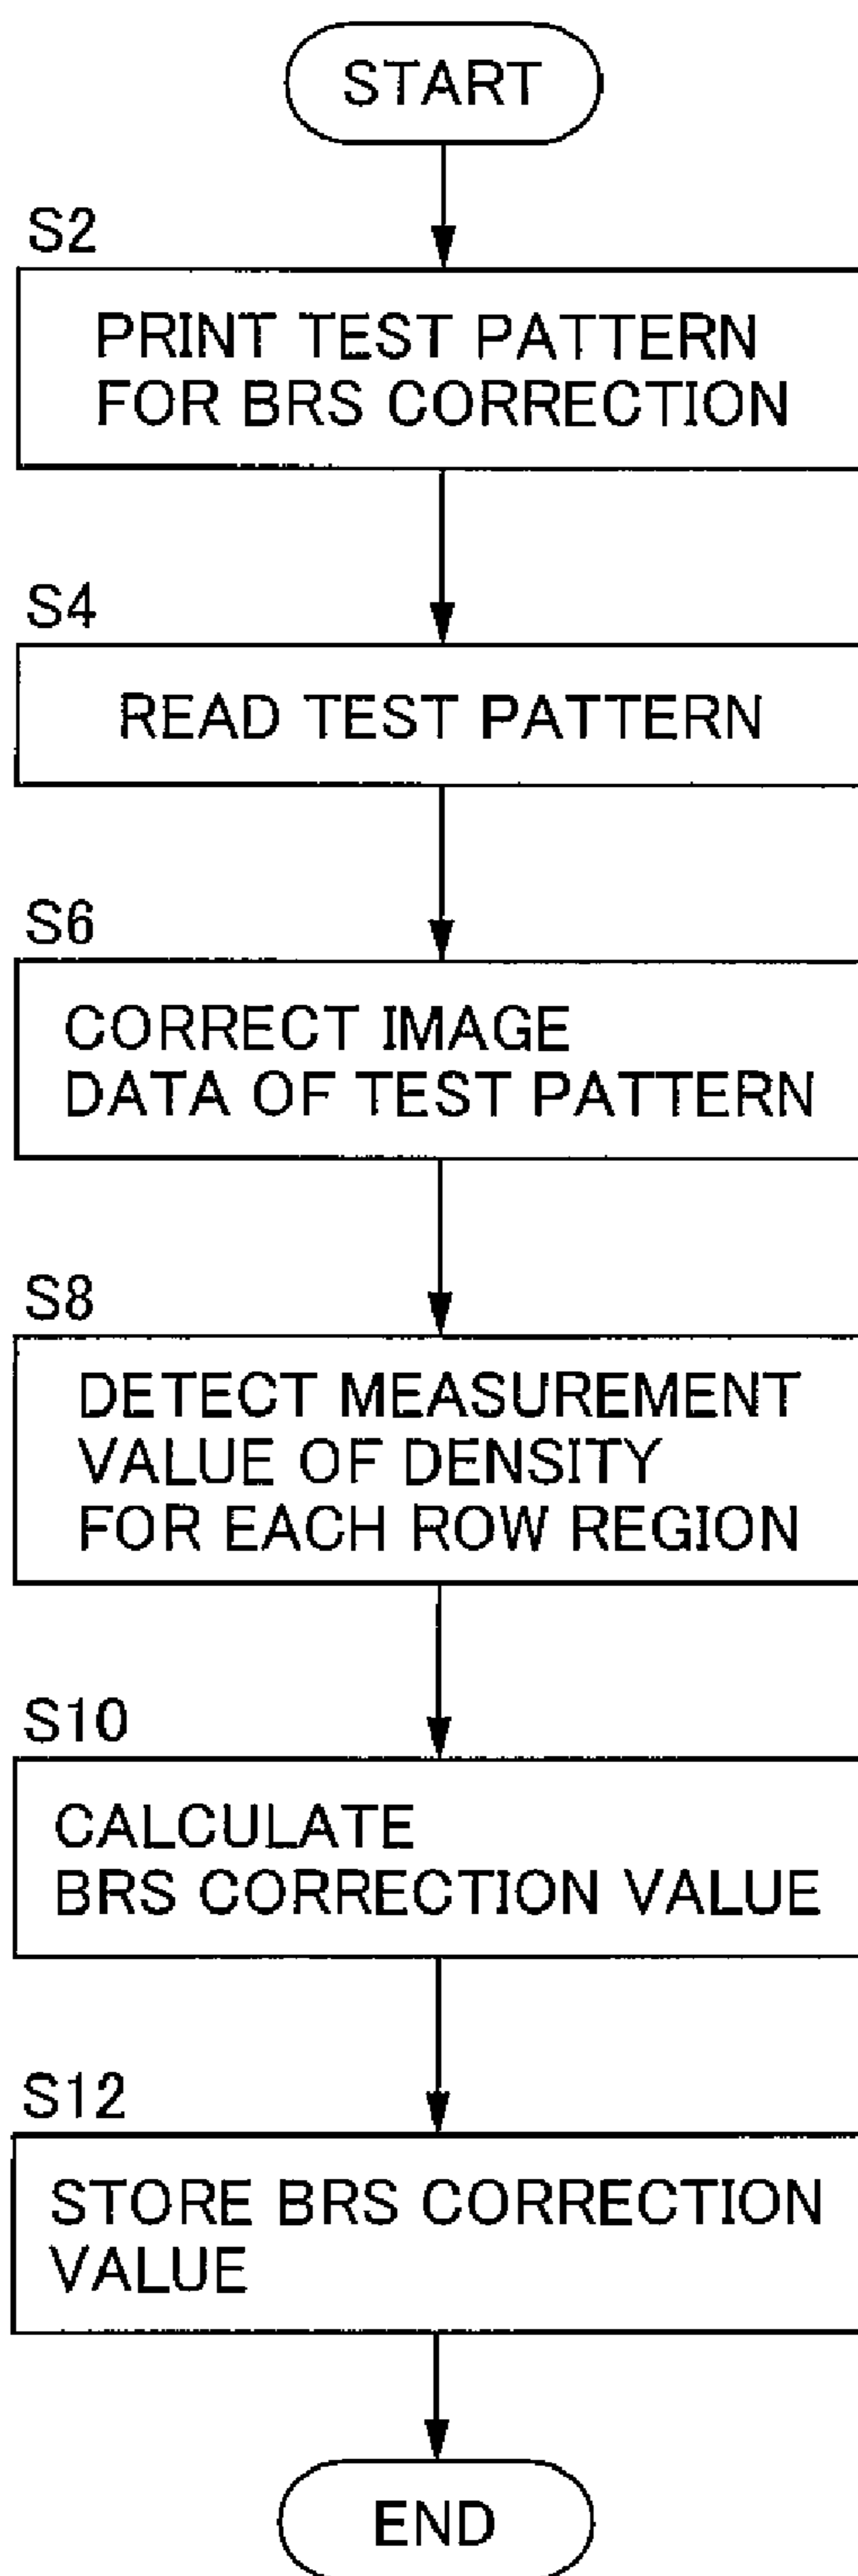 START
S2
PRINT TEST PATTERN
FOR BRS CORRECTION
S4
READ TEST PATTERN
S6
CORRECT IMAGE
DATA OF TEST PATTERN
S8
DETECT MEASUREMENT
VALUE OF DENSITY
FOR EACH ROW REGION
S10
CALCULATE
BRS CORRECTION VALUE
S12
STORE BRS CORRECTION
VALUE
END